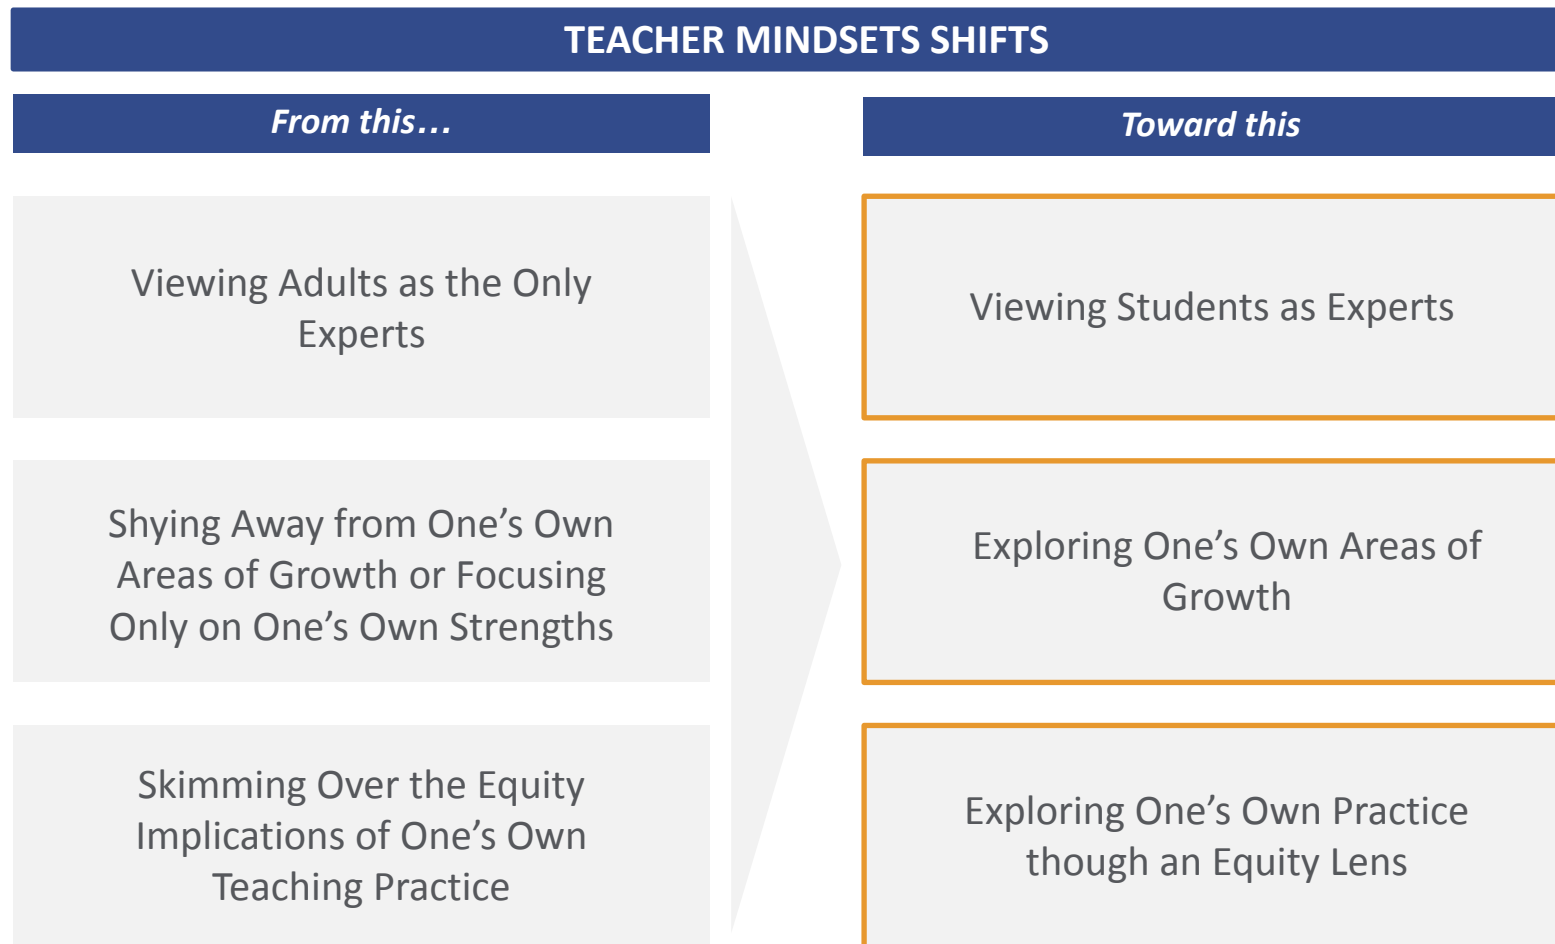 TEACHER MINDSETS SHIFTS
From this…
Toward this
Viewing Adults as the Only
Experts
Viewing Students as Experts
Shying Away from One’s Own
Areas of Growth or Focusing
Only on One’s Own Strengths
Exploring One’s Own Areas of
Growth
Skimming Over the Equity
Implications of One’s Own
Teaching Practice
Exploring One’s Own Practice
though an Equity Lens